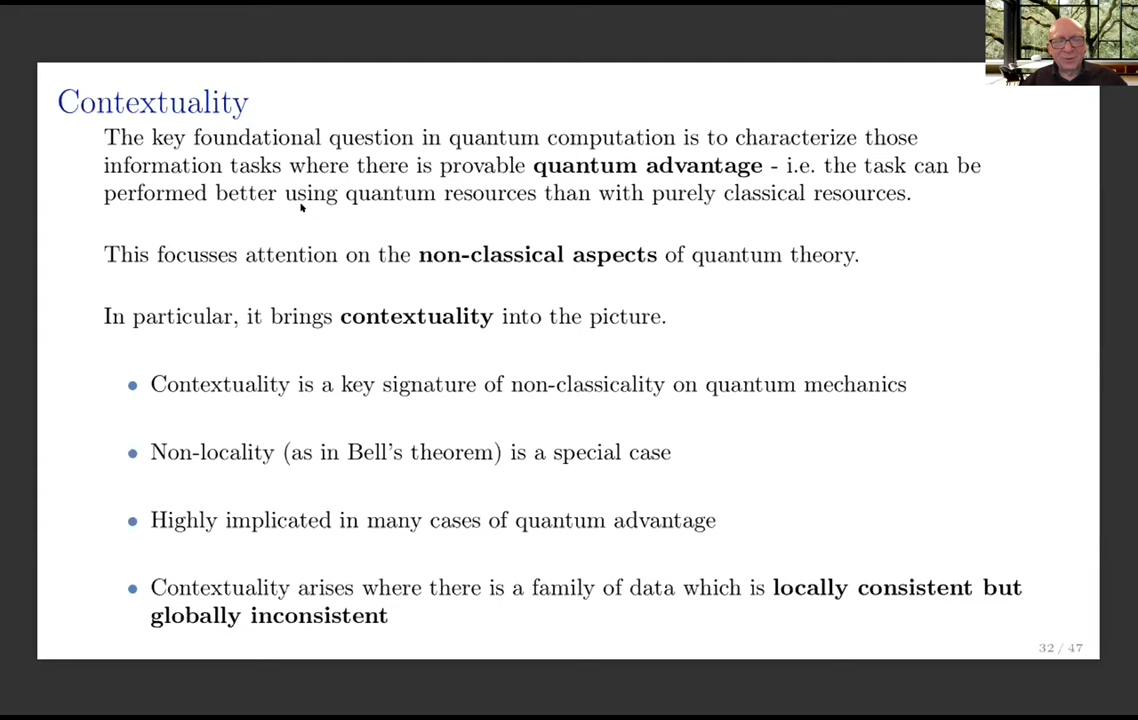 Contextuality
The key foundational question in quantum computation is to characterize those
information tasks where there is provable quantum advantage - i.e. the task can be
performed better using quantum resources than with purely classical resources.
This focusses attention on the non-classical aspects of quantum theory.
In particular, it brings contextuality into the picture.
• Contextuality is a key signature of non-classicality on quantum mechanics
• Non-locality (as in Bell's theorem) is a special case
• Highly implicated in many cases of quantum advantage
• Contextuality arises where there is a family of data which is locally consistent but
globally inconsistent
32 / 47